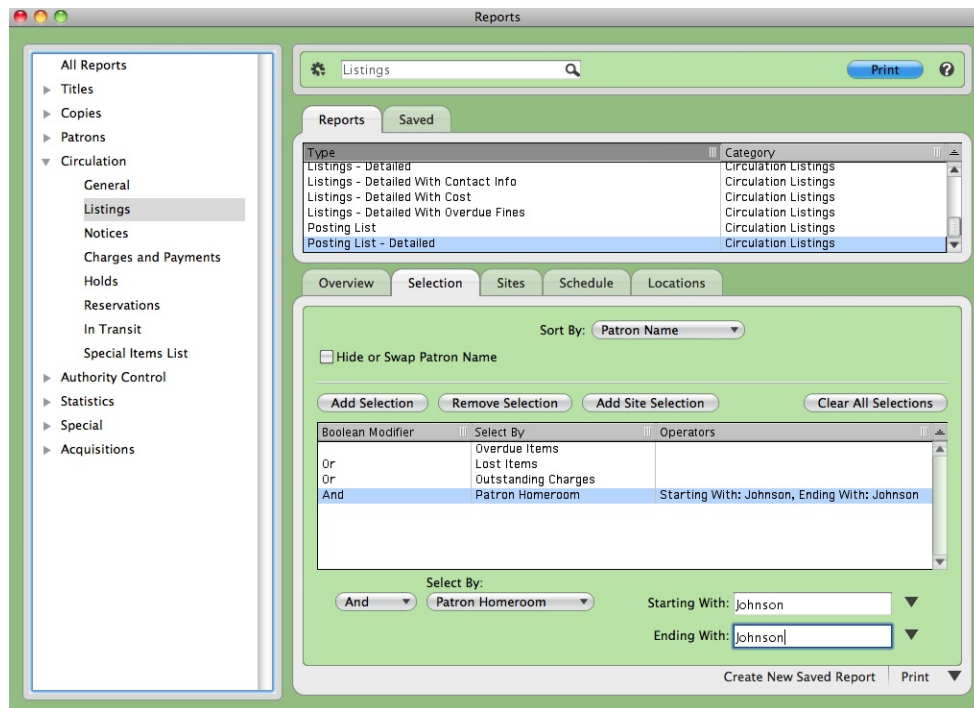 Reports
All Reports
Titles
Copies
Patrons
Circulation
General
Listings
Notices
Charges and Payments
Holds
Reservations
In Transit
Special Items List
Authority Control
Statistics
Special
Acquisitions
Listings
Print
?
Reports Saved
Type Category
Listings - Detailed Circulation Listings
Listings - Detailed With Contact Info Circulation Listings
Listings - Detailed With Cost Circulation Listings
Listings - Detailed With Overdue Fines Circulation Listings
Posting List Circulation Listings
Posting List - Detailed Circulation Listings
Overview Selection Sites Schedule Locations
Sort By: Patron Name
Hide or Swap Patron Name
Add Selection Remove Selection Add Site Selection Clear All Selections
Boolean Modifier Select By Operators
Overdue Items
Or Lost Items
Or Outstanding Charges
And Patron Homeroom Starting With: Johnson, Ending With: Johnson
Select By:
And Patron Homeroom Starting With: Johnson
Ending With: Johnson
Create New Saved Report Print